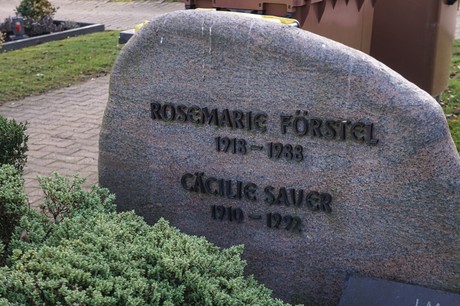 ROSEMARIE FÖRSTEL
1918 – 1988
CÄCILIE SAUER
1910 – 1992